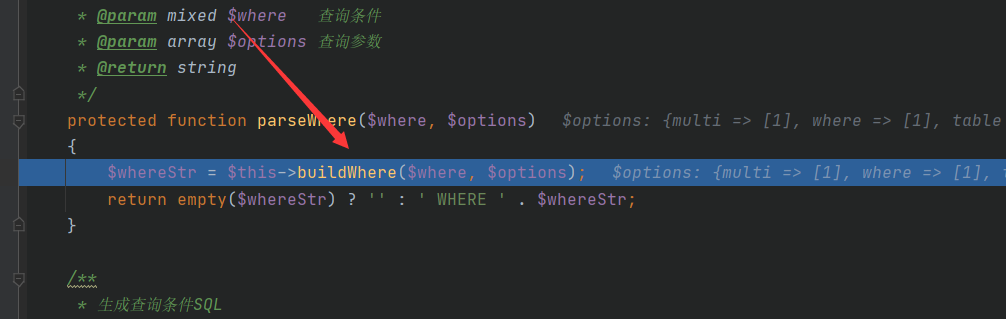 * @param mixed $where 查询条件
* @param array $options 查询参数
* @return string
*/
protected function parseWhere($where, $options) $options: {multi => [1], where => [1], table
{
$whereStr = $this->buildWhere($where, $options); $options: {multi => [1], where => [1],
return empty($whereStr) ? '' : ' WHERE ' . $whereStr;
}
/**
* 生成查询条件SQL